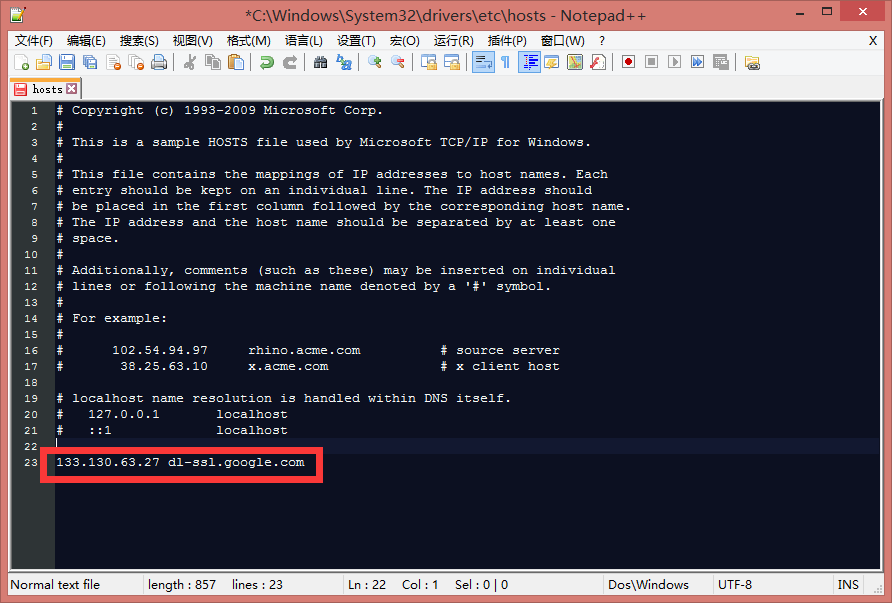 *C:\Windows\System32\drivers\etc\hosts - Notepad++
文件(F) 编辑(E) 搜索(S) 视图(V) 格式(M) 语言(L) 设置(T) 宏(O) 运行(R) 插件(P) 窗口(W) ? X
hosts
1 # Copyright (c) 1993-2009 Microsoft Corp.
2 #
3 # This is a sample HOSTS file used by Microsoft TCP/IP for Windows.
4 #
5 # This file contains the mappings of IP addresses to host names. Each
6 # entry should be kept on an individual line. The IP address should
7 # be placed in the first column followed by the corresponding host name.
8 # The IP address and the host name should be separated by at least one
9 # space.
10 #
11 # Additionally, comments (such as these) may be inserted on individual
12 # lines or following the machine name denoted by a '#' symbol.
13 #
14 # For example:
15 #
16 # 102.54.94.97 rhino.acme.com # source server
17 # 38.25.63.10 x.acme.com # x client host
18
19 # localhost name resolution is handled within DNS itself.
20 # 127.0.0.1 localhost
21 # ::1 localhost
22
23 133.130.63.27 dl-ssl.google.com
Normal text file length : 857 lines : 23 Ln : 22 Col : 1 Sel : 0 | 0 Dos\Windows UTF-8 INS